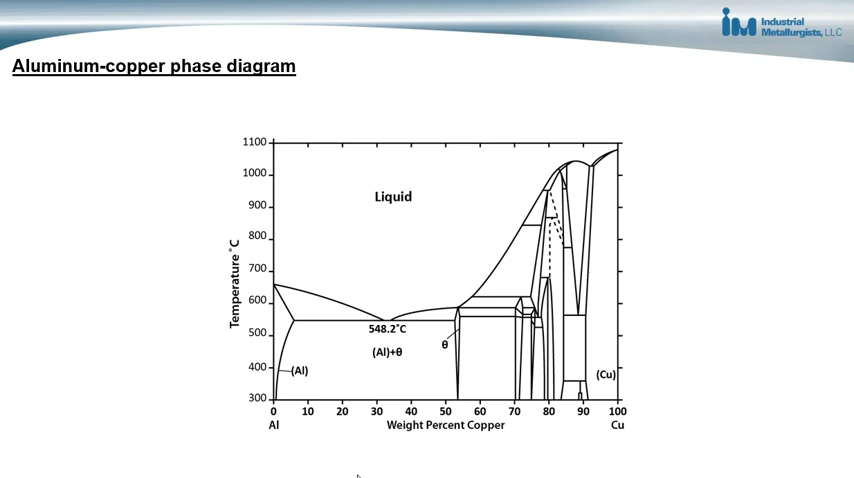 Industrial
Metallurgists, LLC
Aluminum-copper phase diagram
1100
1000
900
800
700
600
500
400
300
Temperature °C
Liquid
548.2°C
θ
(Al)+θ
(Al)
(Cu)
0 10 20 30 40 50 60 70 80 90 100
Al Weight Percent Copper Cu